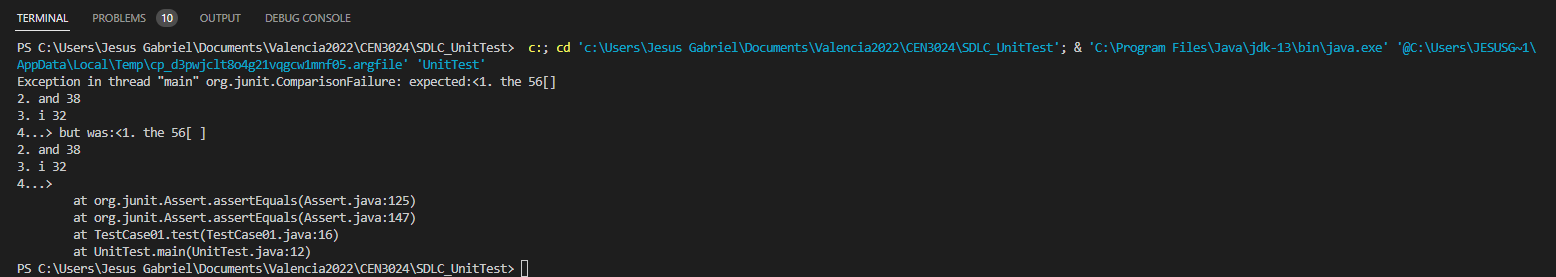 TERMINAL PROBLEMS 10 OUTPUT DEBUG CONSOLE
PS C:\Users\Jesus Gabriel\Documents\Valencia2022\CEN3024\SDLC_UnitTest>  c:; cd 'c:\Users\Jesus Gabriel\Documents\Valencia2022\CEN3024\SDLC_UnitTest'; & 'C:\Program Files\Java\jdk-13\bin\java.exe' '@C:\Users\JESUSG~1\
AppData\Local\Temp\cp_d3pwjclt8o4g21vqgcw1mnf05.argfile' 'UnitTest'
Exception in thread "main" org.junit.ComparisonFailure: expected:<1. the 56[]
2. and 38
3. i 32
4...> but was:<1. the 56[ ]
2. and 38
3. i 32
4...>
        at org.junit.Assert.assertEquals(Assert.java:125)
        at org.junit.Assert.assertEquals(Assert.java:147)
        at TestCase01.test(TestCase01.java:16)
        at UnitTest.main(UnitTest.java:12)
PS C:\Users\Jesus Gabriel\Documents\Valencia2022\CEN3024\SDLC_UnitTest>